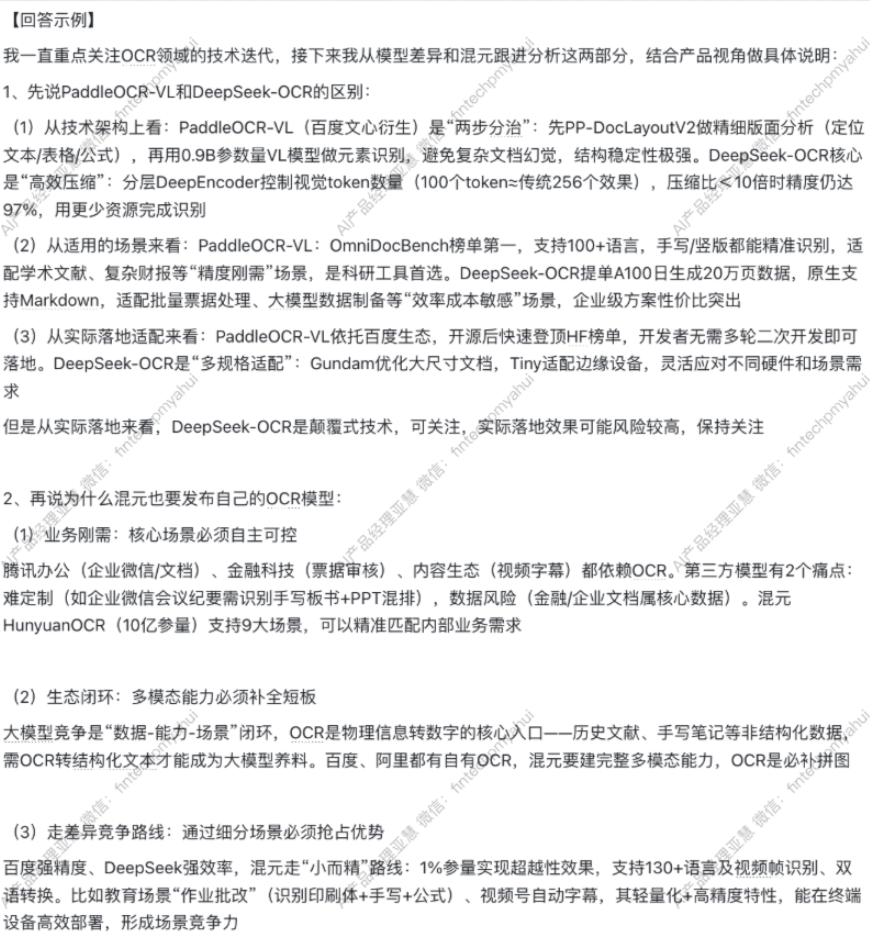 【回答示例】
我一直重点关注OCR领域的技术迭代，接下来我从模型差异和混元跟进分析这两部分，结合产品视角做具体说明：
1、先说PaddleOCR-VL和DeepSeek-OCR的区别：
（1）从技术架构上看：PaddleOCR-VL（百度文心衍生）是“两步分治”：先PP-DocLayoutV2做精细版面分析（定位
文本/表格/公式），再用0.9B参数量VL模型做元素识别，避免复杂文档幻觉，结构稳定性极强。DeepSeek-OCR核心
是“高效压缩”：分层DeepEncoder控制视觉token数量（100个token≈传统256个效果），压缩比＜10倍时精度仍达
97%，用更少资源完成识别
（2）从适用的场景来看：PaddleOCR-VL：OmniDocBench榜单第一，支持100+语言，手写/竖版都能精准识别，适
配学术文献、复杂财报等“精度刚需”场景，是科研工具首选。DeepSeek-OCR提单A100日生成20万页数据，原生支
持Markdown，适配批量票据处理、大模型数据制备等“效率成本敏感”场景，企业级方案性价比突出
（3）从实际落地适配来看：PaddleOCR-VL依托百度生态，开源后快速登顶HF榜单，开发者无需多轮二次开发即可
落地。DeepSeek-OCR是“多规格适配”：Gundam优化大尺寸文档，Tiny适配边缘设备，灵活应对不同硬件和场景需
求
但是从实际落地来看，DeepSeek-OCR是颠覆式技术，可关注，实际落地效果可能风险较高，保持关注
2、再说为什么混元也要发布自己的OCR模型：
（1）业务刚需：核心场景必须自主可控
腾讯办公（企业微信/文档）、金融科技（票据审核）、内容生态（视频字幕）都依赖OCR。第三方模型有2个痛点：
难定制（如企业微信会议纪要需识别手写板书+PPT混排），数据风险（金融/企业文档属核心数据）。混元
HunyuanOCR（10亿参量）支持9大场景，可以精准匹配内部业务需求
（2）生态闭环：多模态能力必须补全短板
大模型竞争是“数据-能力-场景”闭环，OCR是物理信息转数字的核心入口——历史文献、手写笔记等非结构化数据，
需OCR转结构化文本才能成为大模型养料。百度、阿里都有自有OCR，混元要建完整多模态能力，OCR是必补拼图
（3）走差异竞争路线：通过细分场景必须抢占优势
百度强精度、DeepSeek强效率，混元走“小而精”路线：1%参量实现超越性效果，支持130+语言及视频帧识别、双
语转换。比如教育场景“作业批改”（识别印刷体+手写+公式）、视频号自动字幕，其轻量化+高精度特性，能在终端
设备高效部署，形成场景竞争力
AI产品经理亚慧 微信：fintechpmyahui